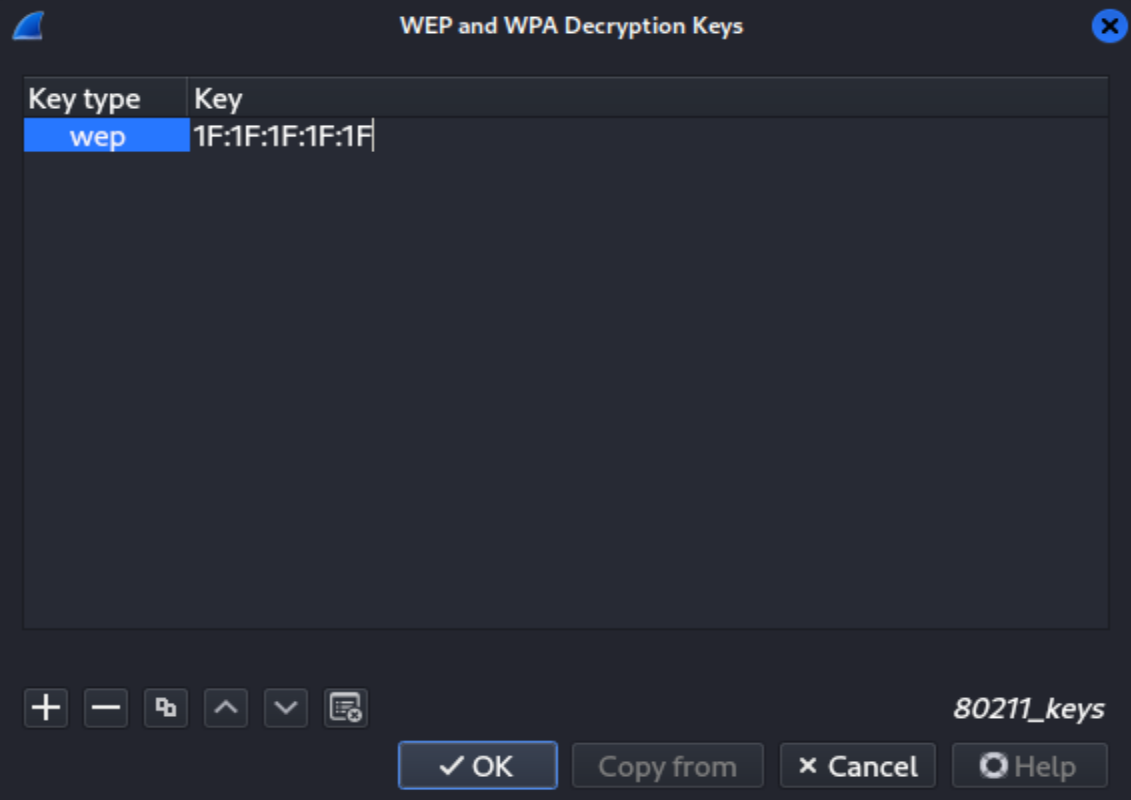 WEP and WPA Decryption Keys
Key type Key
wep 1F:1F:1F:1F:1F
80211_keys
OK Copy from Cancel Help